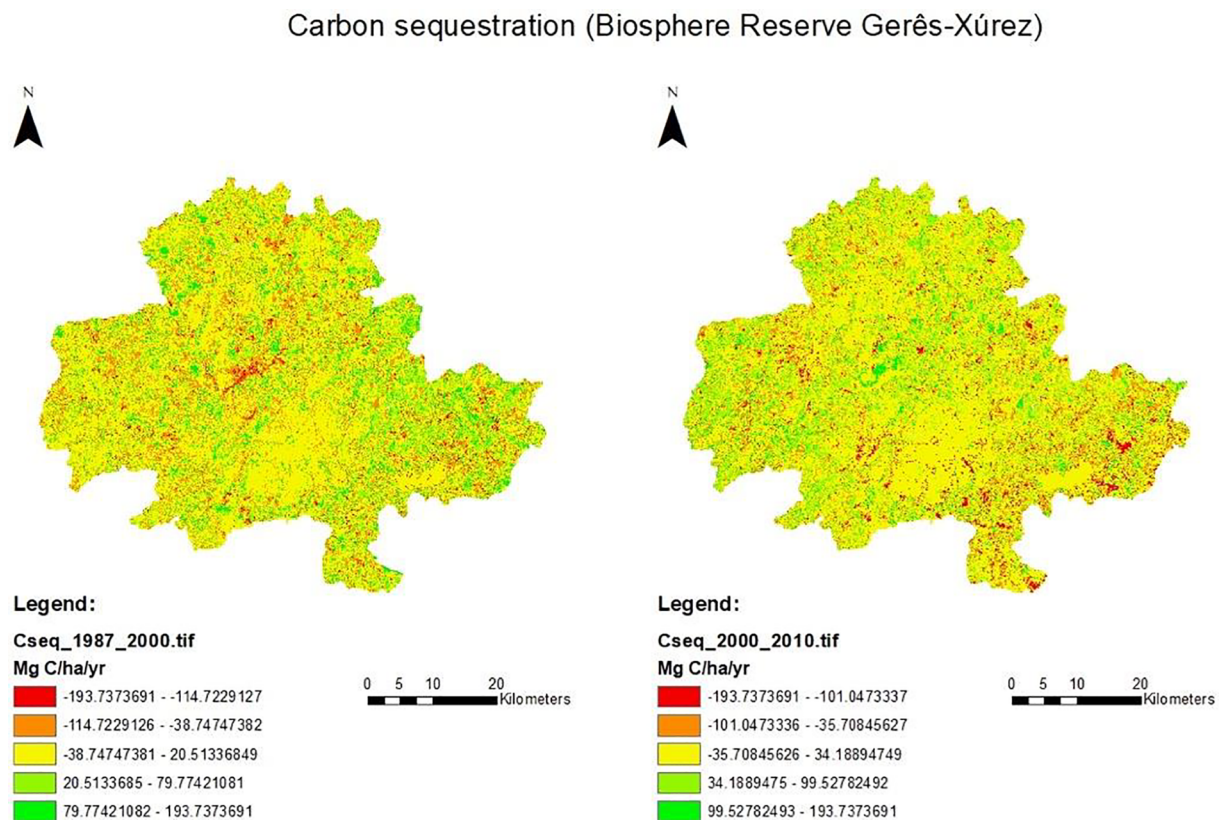 Carbon sequestration (Biosphere Reserve Gerês-Xúrez)
N
Legend:
Cseq_1987_2000.tif
Mg C/ha/yr
-193.7373691 - -114.7229127
-114.7229126 - -38.74747382
-38.74747381 - 20.51336849
20.5133685 - 79.77421081
79.77421082 - 193.7373691
0 5 10 20
Kilometers
N
Legend:
Cseq_2000_2010.tif
Mg C/ha/yr
-193.7373691 - -101.0473337
-101.0473336 - -35.70845627
-35.70845626 - 34.18894749
34.1889475 - 99.52782492
99.52782493 - 193.7373691
0 5 10 20
Kilometers